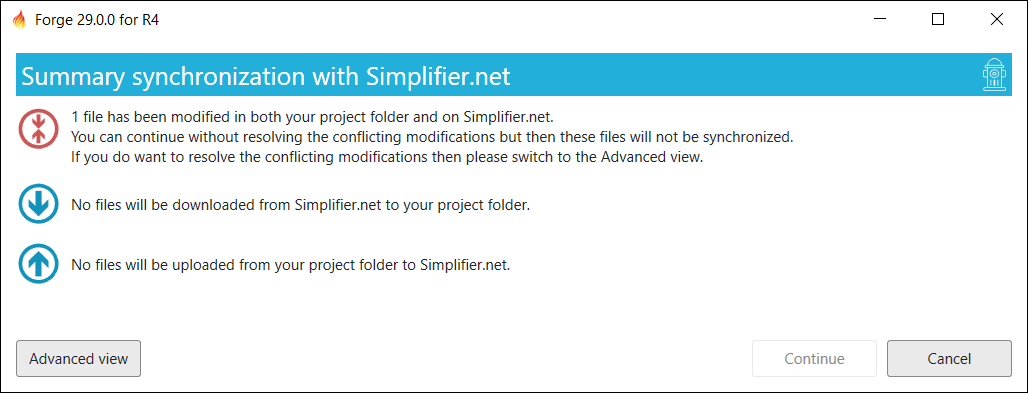 Forge 29.0.0 for R4
Summary synchronization with Simplifier.net
1 file has been modified in both your project folder and on Simplifier.net.
You can continue without resolving the conflicting modifications but then these files will not be synchronized.
If you do want to resolve the conflicting modifications then please switch to the Advanced view.
No files will be downloaded from Simplifier.net to your project folder.
No files will be uploaded from your project folder to Simplifier.net.
Advanced view
Continue
Cancel